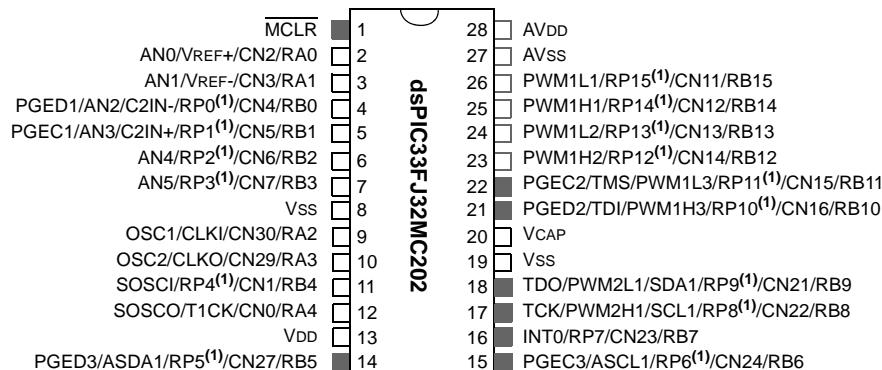 MCLR 1
AN0/VREF+/CN2/RA0 2
AN1/VREF-/CN3/RA1 3
PGED1/AN2/C2IN-/RP0(1)/CN4/RB0 4
PGEC1/AN3/C2IN+/RP1(1)/CN5/RB1 5
AN4/RP2(1)/CN6/RB2 6
AN5/RP3(1)/CN7/RB3 7
VSS 8
OSC1/CLKI/CN30/RA2 9
OSC2/CLKO/CN29/RA3 10
SOSCI/RP4(1)/CN1/RB4 11
SOSCO/T1CK/CN0/RA4 12
VDD 13
PGED3/ASDA1/RP5(1)/CN27/RB5 14
dsPIC33FJ32MC202
28 AVDD
27 AVSS
26 PWM1L1/RP15(1)/CN11/RB15
25 PWM1H1/RP14(1)/CN12/RB14
24 PWM1L2/RP13(1)/CN13/RB13
23 PWM1H2/RP12(1)/CN14/RB12
22 PGEC2/TMS/PWM1L3/RP11(1)/CN15/RB11
21 PGED2/TDI/PWM1H3/RP10(1)/CN16/RB10
20 VCAP
19 VSS
18 TDO/PWM2L1/SDA1/RP9(1)/CN21/RB9
17 TCK/PWM2H1/SCL1/RP8(1)/CN22/RB8
16 INT0/RP7/CN23/RB7
15 PGEC3/ASCL1/RP6(1)/CN24/RB6